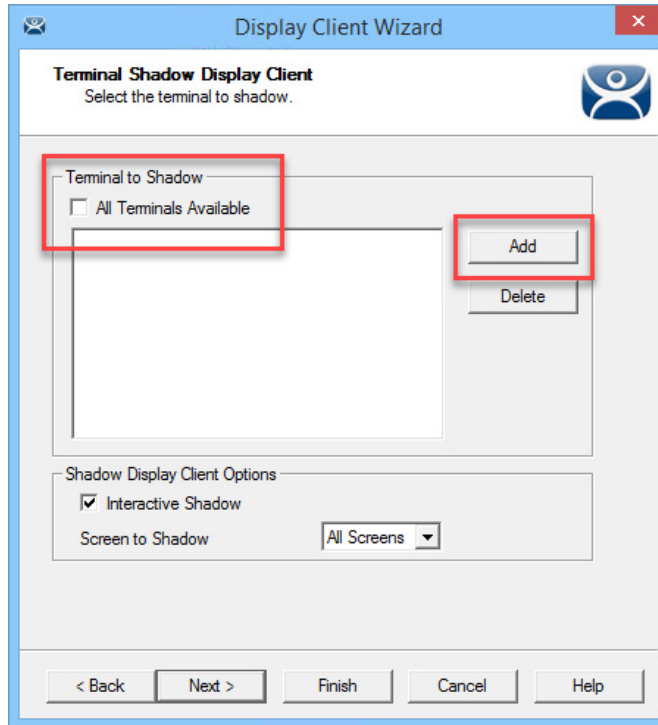 Display Client Wizard
Terminal Shadow Display Client
Select the terminal to shadow.
Terminal to Shadow
All Terminals Available
Add
Delete
Shadow Display Client Options
Interactive Shadow
Screen to Shadow All Screens
< Back Next > Finish Cancel Help